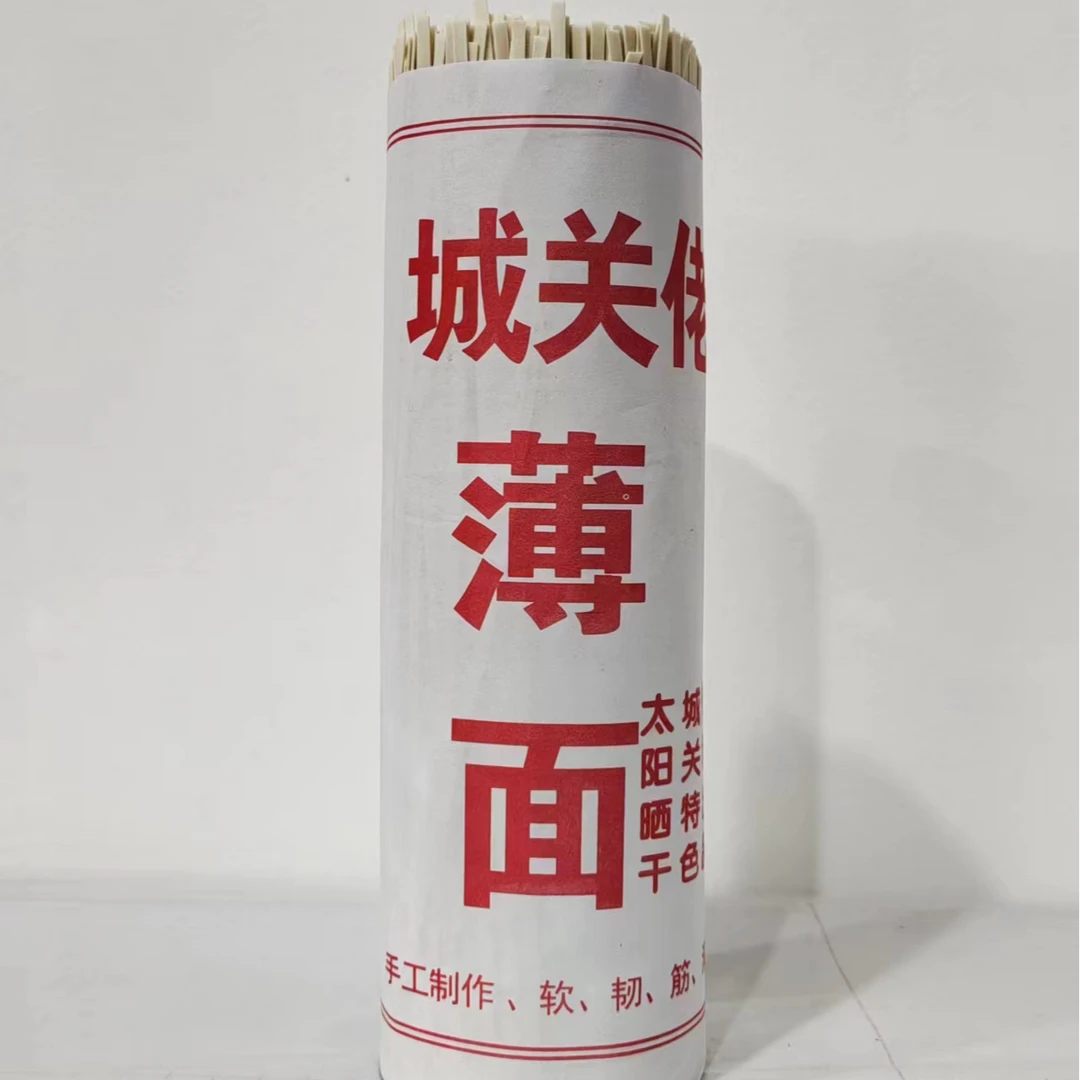 城关佬
薄
面
太阳晒干
城关特色
手工制作、软、韧、筋、